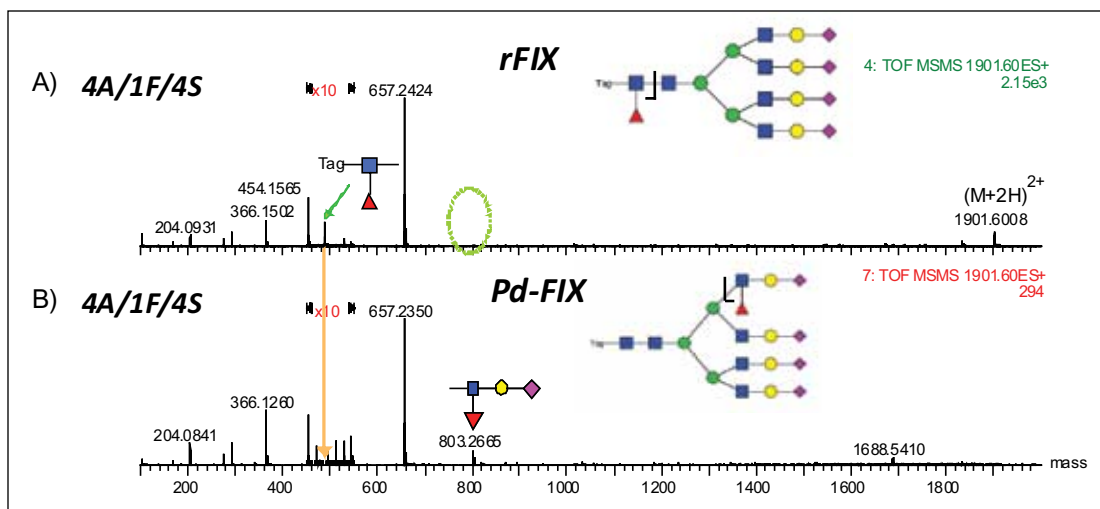 A) 4A/1F/4S
rFIX
x10
657.2424
Tag
4: TOF MSMS 1901.60ES+
2.15e3
Tag
454.1565
366.1502
204.0931
(M+2H)2+
1901.6008
B) 4A/1F/4S
Pd-FIX
x10
657.2350
Tag
7: TOF MSMS 1901.60ES+
294
366.1260
204.0841
803.2665
1688.5410
mass
200 400 600 800 1000 1200 1400 1600 1800